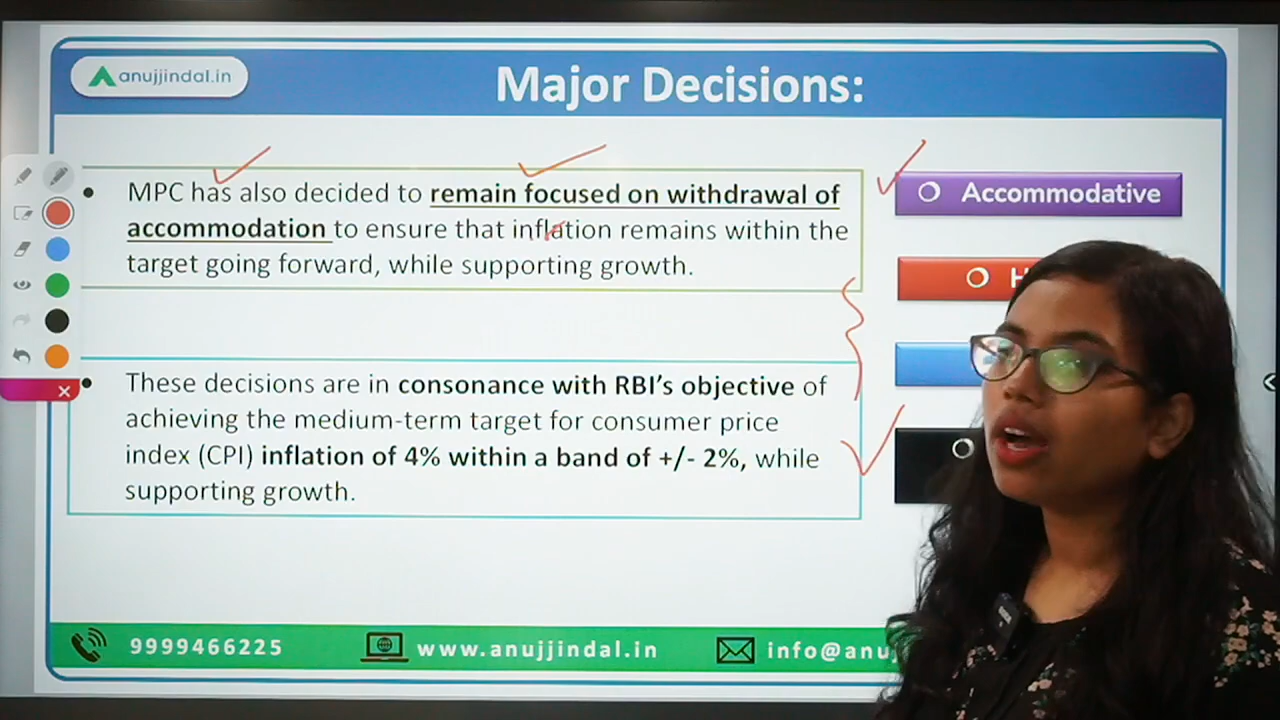 anujjindal.in
Major Decisions:
MPC has also decided to remain focused on withdrawal of
accommodation to ensure that inflation remains within the
target going forward, while supporting growth.
These decisions are in consonance with RBI's objective of
achieving the medium-term target for consumer price
index (CPI) inflation of 4% within a band of +/- 2%, while
supporting growth.
Accommodative
H
9999466225
www.anujjindal.in
info@anuj